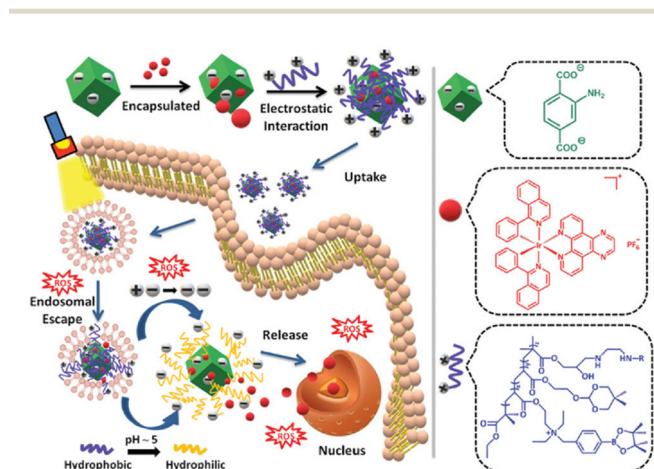 Encapsulated
Electrostatic
Interaction
Uptake
ROS
ROS
Endosomal
Escape
Release
ROS
ROS
pH ~ 5
Hydrophobic
Hydrophilic
Nucleus
COO
NH₂
COO
N
N
Ir
N
N
N
N
PF₆⁻
O
O
OH
H
N
N-R
H
O
O
O
O
O
O
O
O
O
O
N
B
O
O